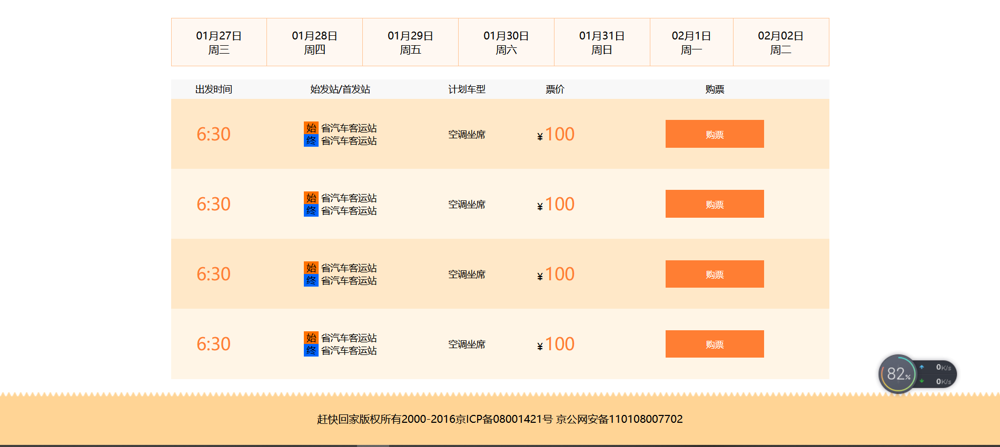 01月27日 01月28日 01月29日 01月30日 01月31日 02月1日 02月02日
周三 周四 周五 周六 周日 周一 周二
出发时间 始发站/首发站 计划车型 票价 购票
6:30 始 省汽车客运站 空调坐席 ¥100 购票
终 省汽车客运站
6:30 始 省汽车客运站 空调坐席 ¥100 购票
终 省汽车客运站
6:30 始 省汽车客运站 空调坐席 ¥100 购票
终 省汽车客运站
6:30 始 省汽车客运站 空调坐席 ¥100 购票
终 省汽车客运站
82% 0K/s
0K/s
赶快回家版权所有2000-2016京ICP备08001421号 京公网安备110108007702